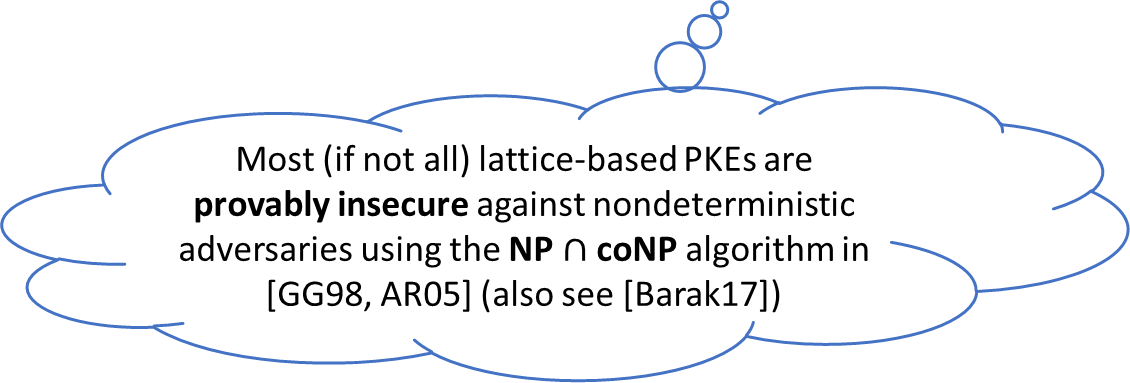 Most (if not all) lattice-based PKEs are
provably insecure against nondeterministic
adversaries using the NP ∩ coNP algorithm in
[GG98, AR05] (also see [Barak17])